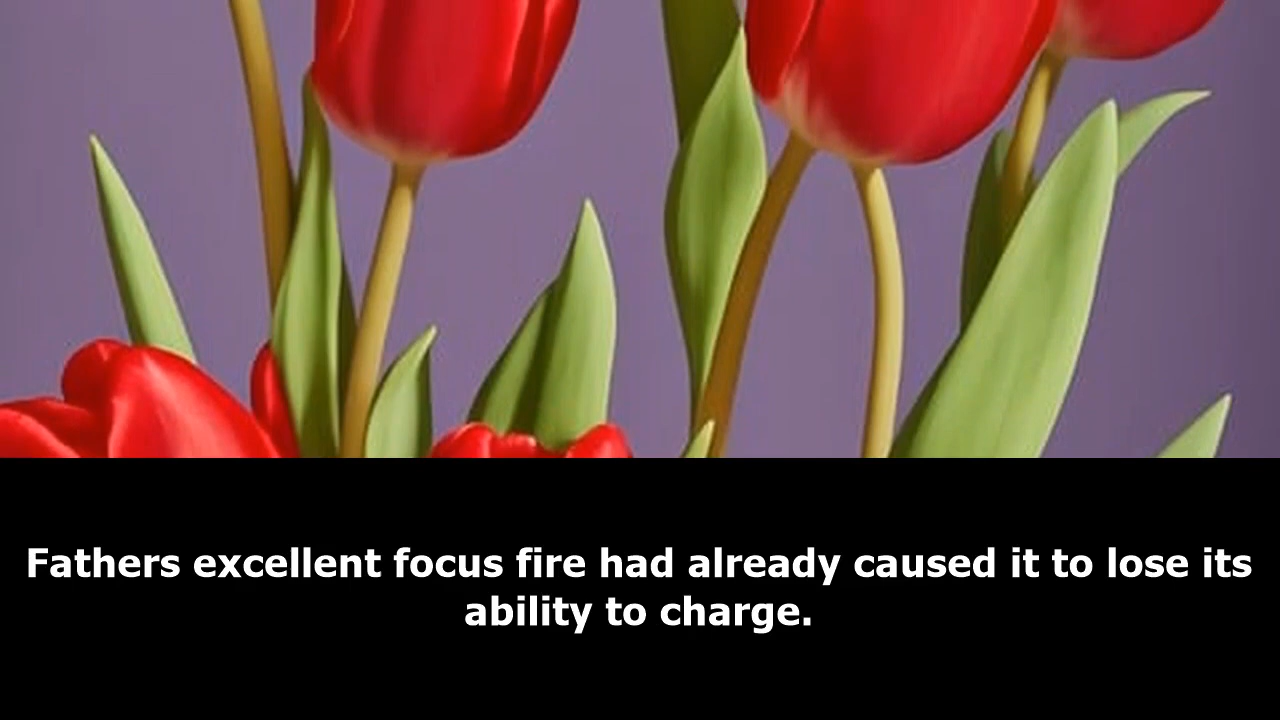 Fathers excellent focus fire had already caused it to lose its
ability to charge.